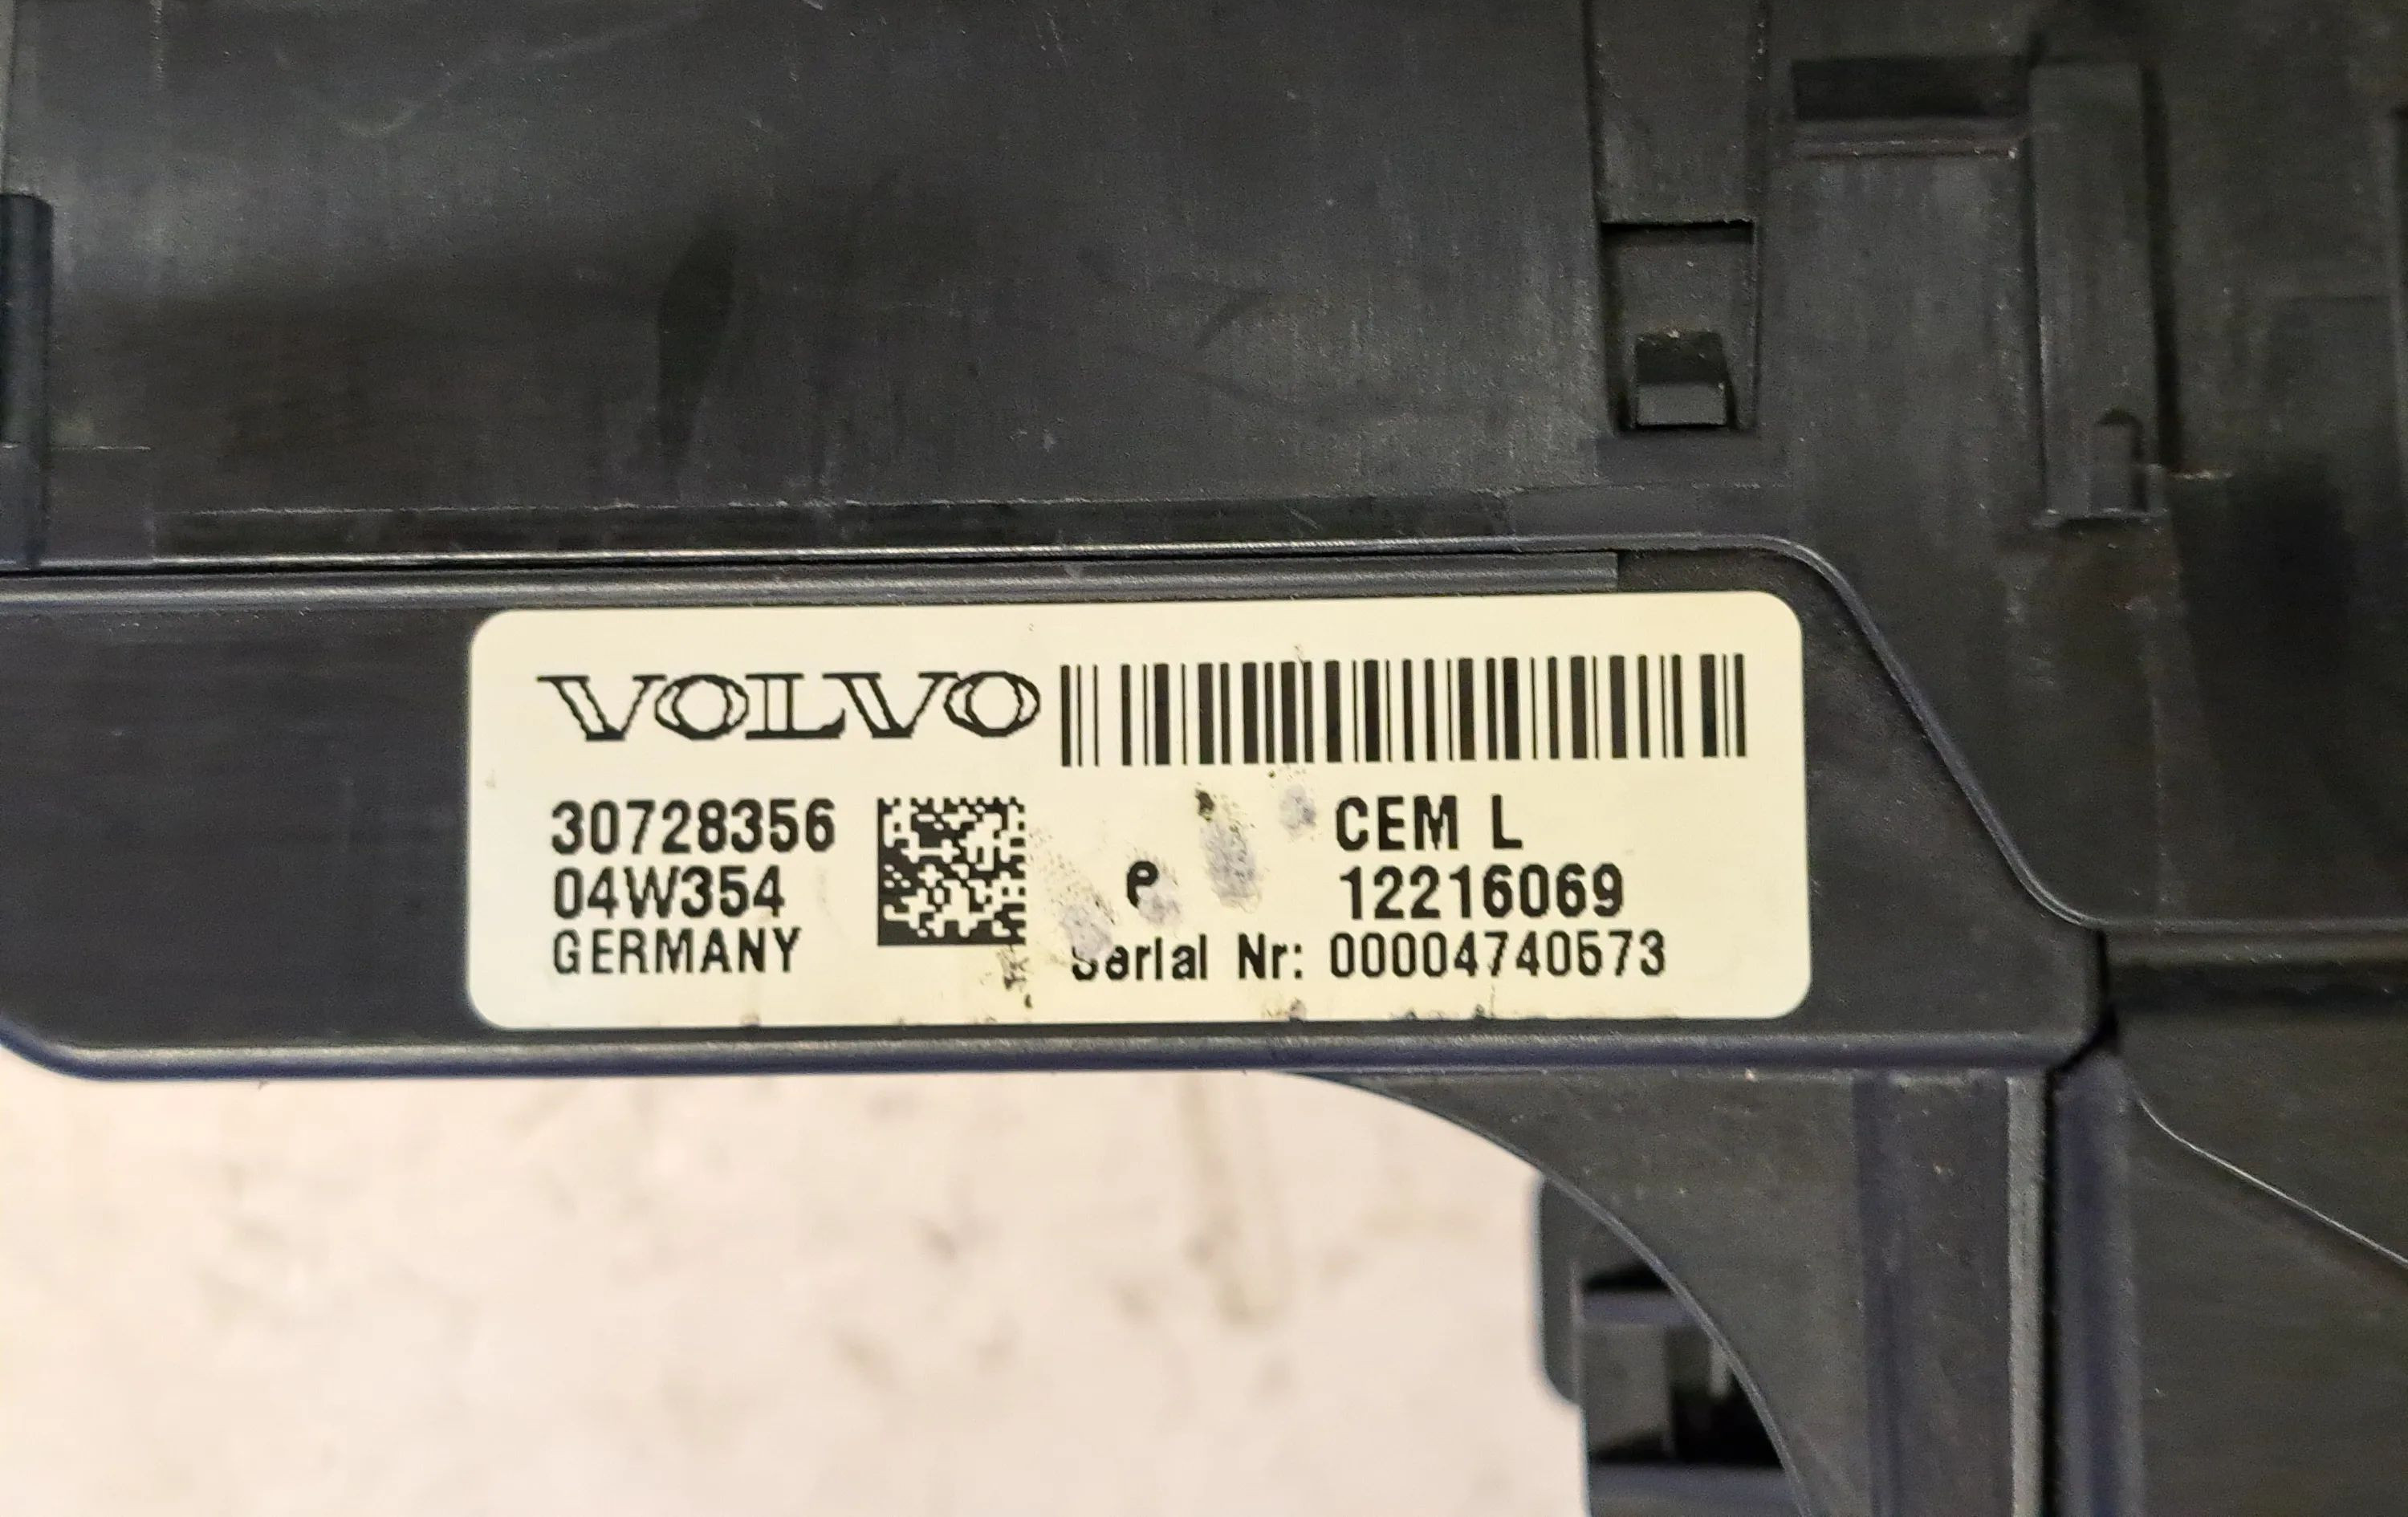 VOLVO
30728356
04W354
GERMANY
CEM L
12216069
Serial Nr: 00004740573